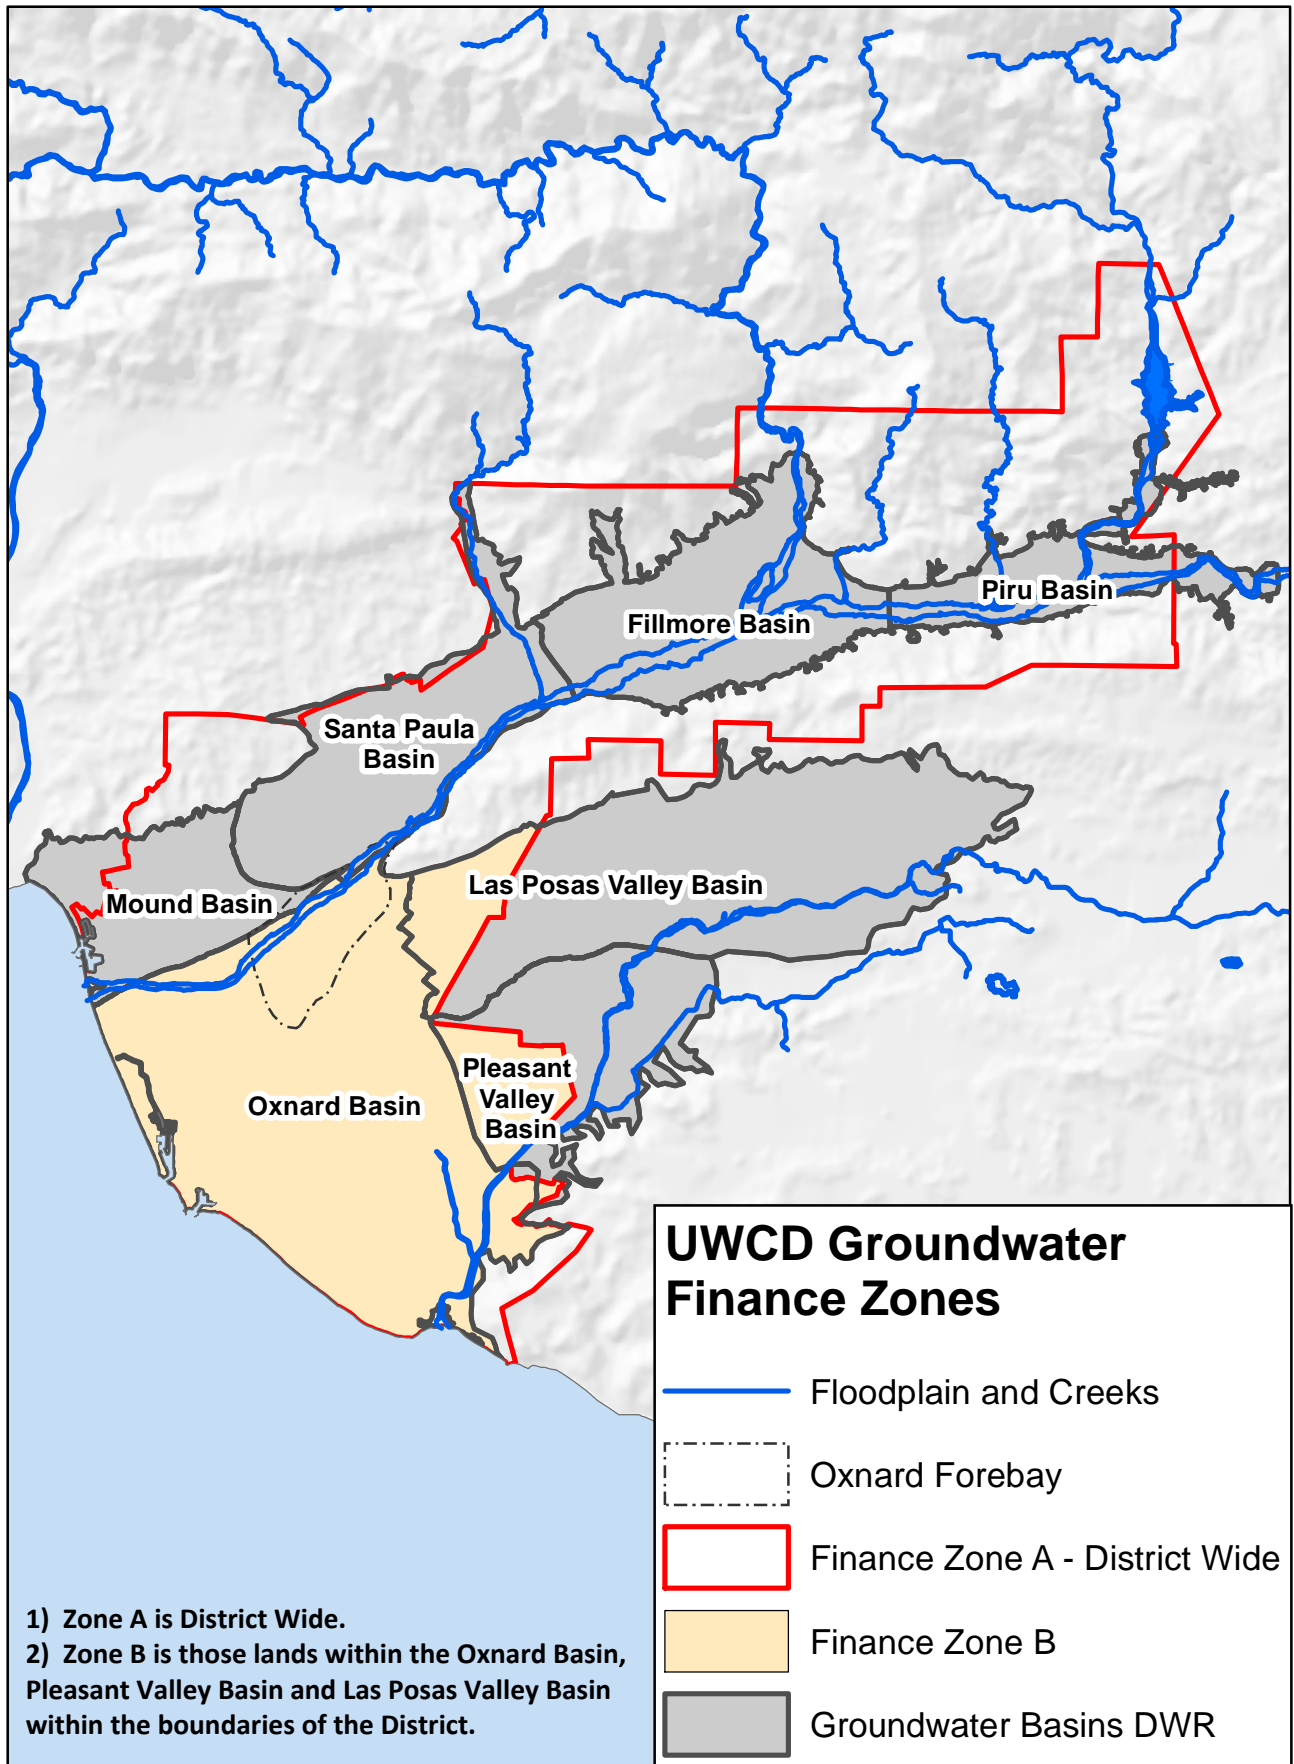 Piru Basin
Fillmore Basin
Santa Paula
Basin
Las Posas Valley Basin
Mound Basin
Pleasant
Valley
Basin
Oxnard Basin
UWCD Groundwater
Finance Zones
Floodplain and Creeks
Oxnard Forebay
Finance Zone A - District Wide
Finance Zone B
Groundwater Basins DWR
1) Zone A is District Wide.
2) Zone B is those lands within the Oxnard Basin,
Pleasant Valley Basin and Las Posas Valley Basin
within the boundaries of the District.